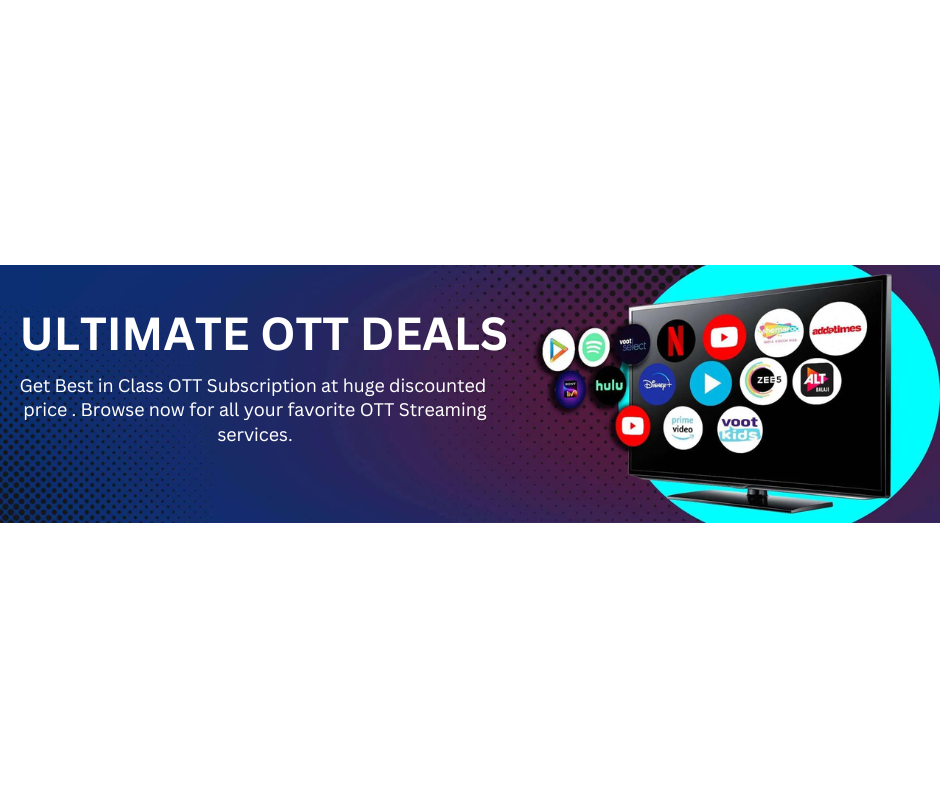 ULTIMATE OTT DEALS
Get Best in Class OTT Subscription at huge discounted
price . Browse now for all your favorite OTT Streaming
services.
voot
select
N
addatimes
hulu
Disney+
ZEE5
ALT
BALAJI
prime
video
voot
kids